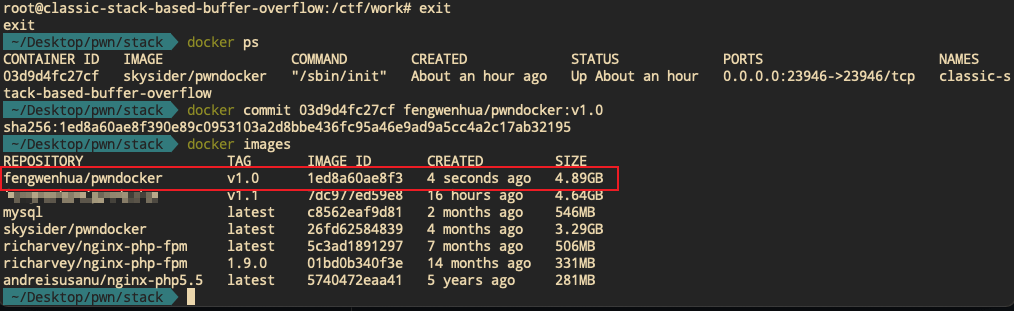 root@classic-stack-based-buffer-overflow:/ctf/work# exit
exit
~/Desktop/pwn/stack docker ps
CONTAINER ID IMAGE COMMAND CREATED STATUS PORTS NAMES
03d9d4fc27cf skysider/pwndocker "/sbin/init" About an hour ago Up About an hour 0.0.0.0:23946->23946/tcp classic-s
tack-based-buffer-overflow
~/Desktop/pwn/stack docker commit 03d9d4fc27cf fengwenhua/pwndocker:v1.0
sha256:1ed8a60ae8f390e89c0953103a2d8bbe436fc95a46e9ad9a5cc4a2c17ab32195
~/Desktop/pwn/stack docker images
REPOSITORY TAG IMAGE ID CREATED SIZE
fengwenhua/pwndocker v1.0 1ed8a60ae8f3 4 seconds ago 4.89GB
v1.1 7dc977ed59e8 16 hours ago 4.64GB
mysql latest c8562eaf9d81 2 months ago 546MB
skysider/pwndocker latest 26fd62584839 4 months ago 3.29GB
richarvey/nginx-php-fpm latest 5c3ad1891297 7 months ago 506MB
richarvey/nginx-php-fpm 1.9.0 01bd0b340f3e 14 months ago 331MB
andreisusanu/nginx-php5.5 latest 5740472eaa41 5 years ago 281MB
~/Desktop/pwn/stack